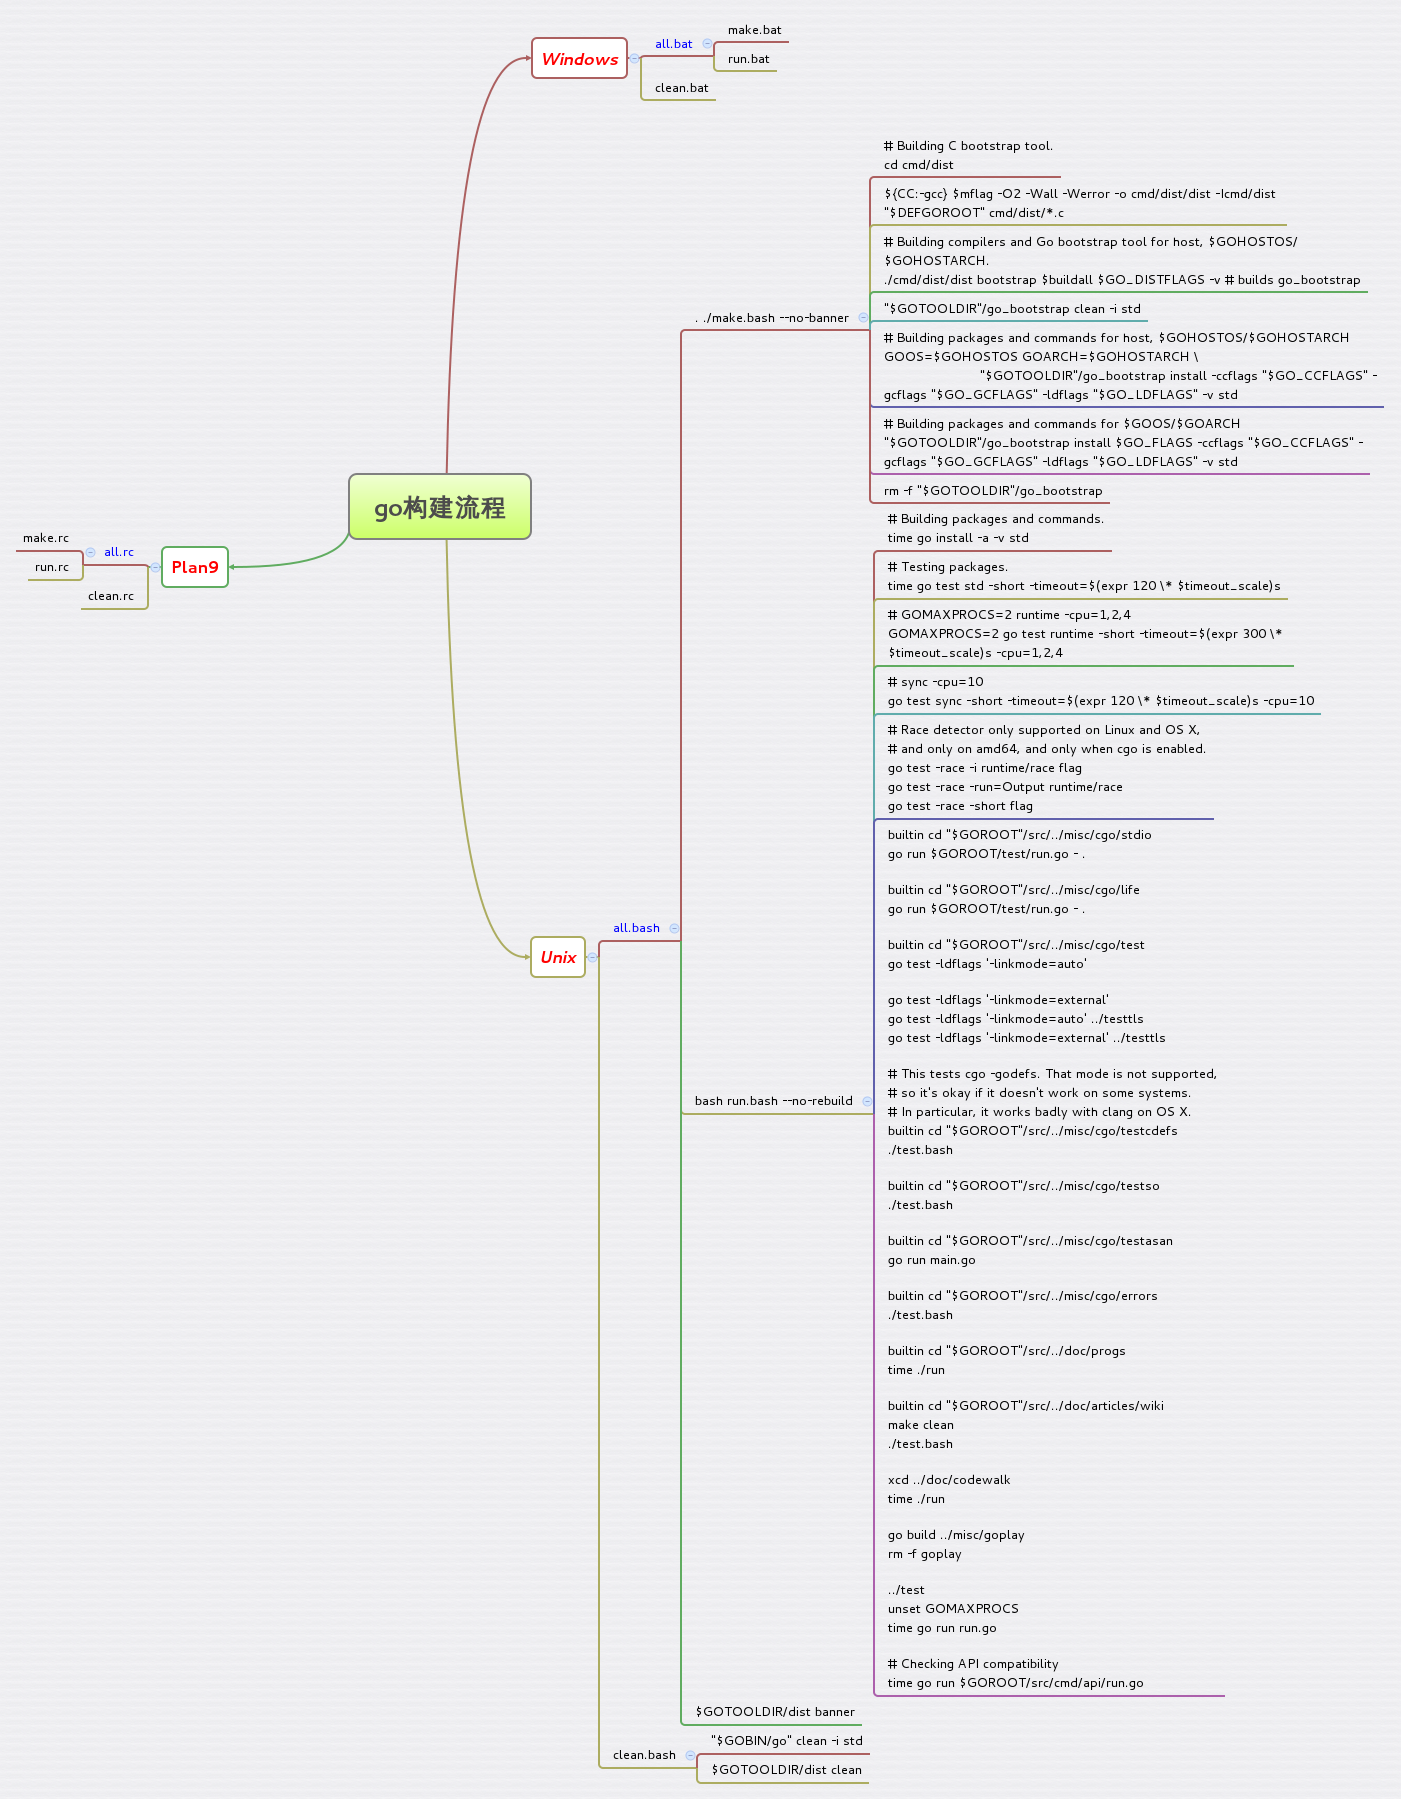 go构建流程
Windows
all.bat
make.bat
run.bat
clean.bat
Plan9
all.rc
make.rc
run.rc
clean.rc
Unix
all.bash
. ./make.bash --no-banner
# Building C bootstrap tool.
cd cmd/dist
${CC:-gcc} $mflag -O2 -Wall -Werror -o cmd/dist/dist -Icmd/dist
"$DEFGOROOT" cmd/dist/*.c
# Building compilers and Go bootstrap tool for host, $GOHOSTOS/
$GOHOSTARCH.
./cmd/dist/dist bootstrap $buildall $GO_DISTFLAGS -v # builds go_bootstrap
"$GOTOOLDIR"/go_bootstrap clean -i std
# Building packages and commands for host, $GOHOSTOS/$GOHOSTARCH
GOOS=$GOHOSTOS GOARCH=$GOHOSTARCH \
"$GOTOOLDIR"/go_bootstrap install -ccflags "$GO_CCFLAGS" -
gcflags "$GO_GCFLAGS" -ldflags "$GO_LDFLAGS" -v std
# Building packages and commands for $GOOS/$GOARCH
"$GOTOOLDIR"/go_bootstrap install $GO_FLAGS -ccflags "$GO_CCFLAGS" -
gcflags "$GO_GCFLAGS" -ldflags "$GO_LDFLAGS" -v std
rm -f "$GOTOOLDIR"/go_bootstrap
bash run.bash --no-rebuild
# Building packages and commands.
time go install -a -v std
# Testing packages.
time go test std -short -timeout=$(expr 120 \* $timeout_scale)s
# GOMAXPROCS=2 runtime -cpu=1,2,4
GOMAXPROCS=2 go test runtime -short -timeout=$(expr 300 \*
$timeout_scale)s -cpu=1,2,4
# sync -cpu=10
go test sync -short -timeout=$(expr 120 \* $timeout_scale)s -cpu=10
# Race detector only supported on Linux and OS X,
# and only on amd64, and only when cgo is enabled.
go test -race -i runtime/race flag
go test -race -run=Output runtime/race
go test -race -short flag
builtin cd "$GOROOT"/src/../misc/cgo/stdio
go run $GOROOT/test/run.go - .
builtin cd "$GOROOT"/src/../misc/cgo/life
go run $GOROOT/test/run.go - .
builtin cd "$GOROOT"/src/../misc/cgo/test
go test -ldflags '-linkmode=auto'
go test -ldflags '-linkmode=external'
go test -ldflags '-linkmode=auto' ../testtls
go test -ldflags '-linkmode=external' ../testtls
# This tests cgo -godefs. That mode is not supported,
# so it's okay if it doesn't work on some systems.
# In particular, it works badly with clang on OS X.
builtin cd "$GOROOT"/src/../misc/cgo/testcdefs
./test.bash
builtin cd "$GOROOT"/src/../misc/cgo/testso
./test.bash
builtin cd "$GOROOT"/src/../misc/cgo/testasan
go run main.go
builtin cd "$GOROOT"/src/../misc/cgo/errors
./test.bash
builtin cd "$GOROOT"/src/../doc/progs
time ./run
builtin cd "$GOROOT"/src/../doc/articles/wiki
make clean
./test.bash
xcd ../doc/codewalk
time ./run
go build ../misc/goplay
rm -f goplay
../test
unset GOMAXPROCS
time go run run.go
# Checking API compatibility
time go run $GOROOT/src/cmd/api/run.go
$GOTOOLDIR/dist banner
clean.bash
"$GOBIN/go" clean -i std
$GOTOOLDIR/dist clean